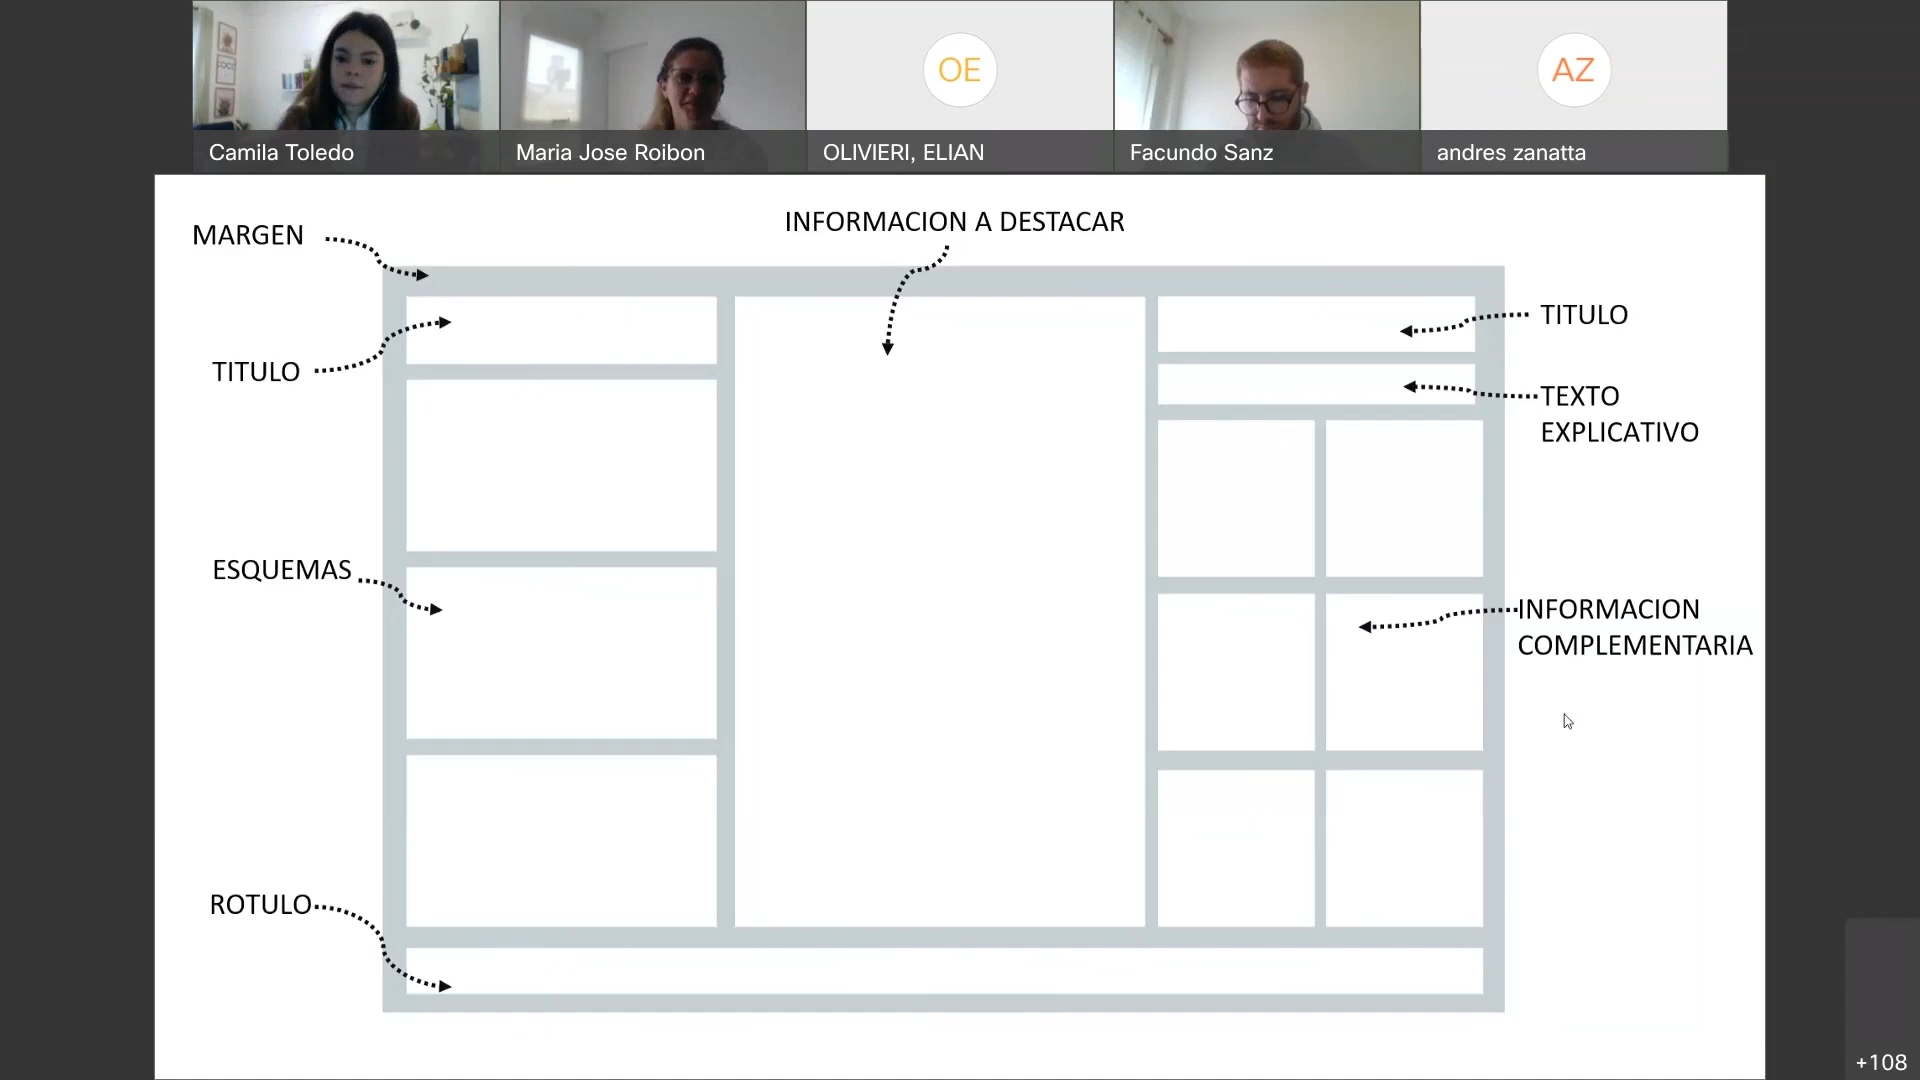 OE
AZ
Camila Toledo
Maria Jose Roibon
OLIVIERI, ELIAN
Facundo Sanz
andres zanatta
MARGEN
INFORMACION A DESTACAR
TITULO
TITULO
TEXTO
EXPLICATIVO
ESQUEMAS
INFORMACION
COMPLEMENTARIA
ROTULO
+108